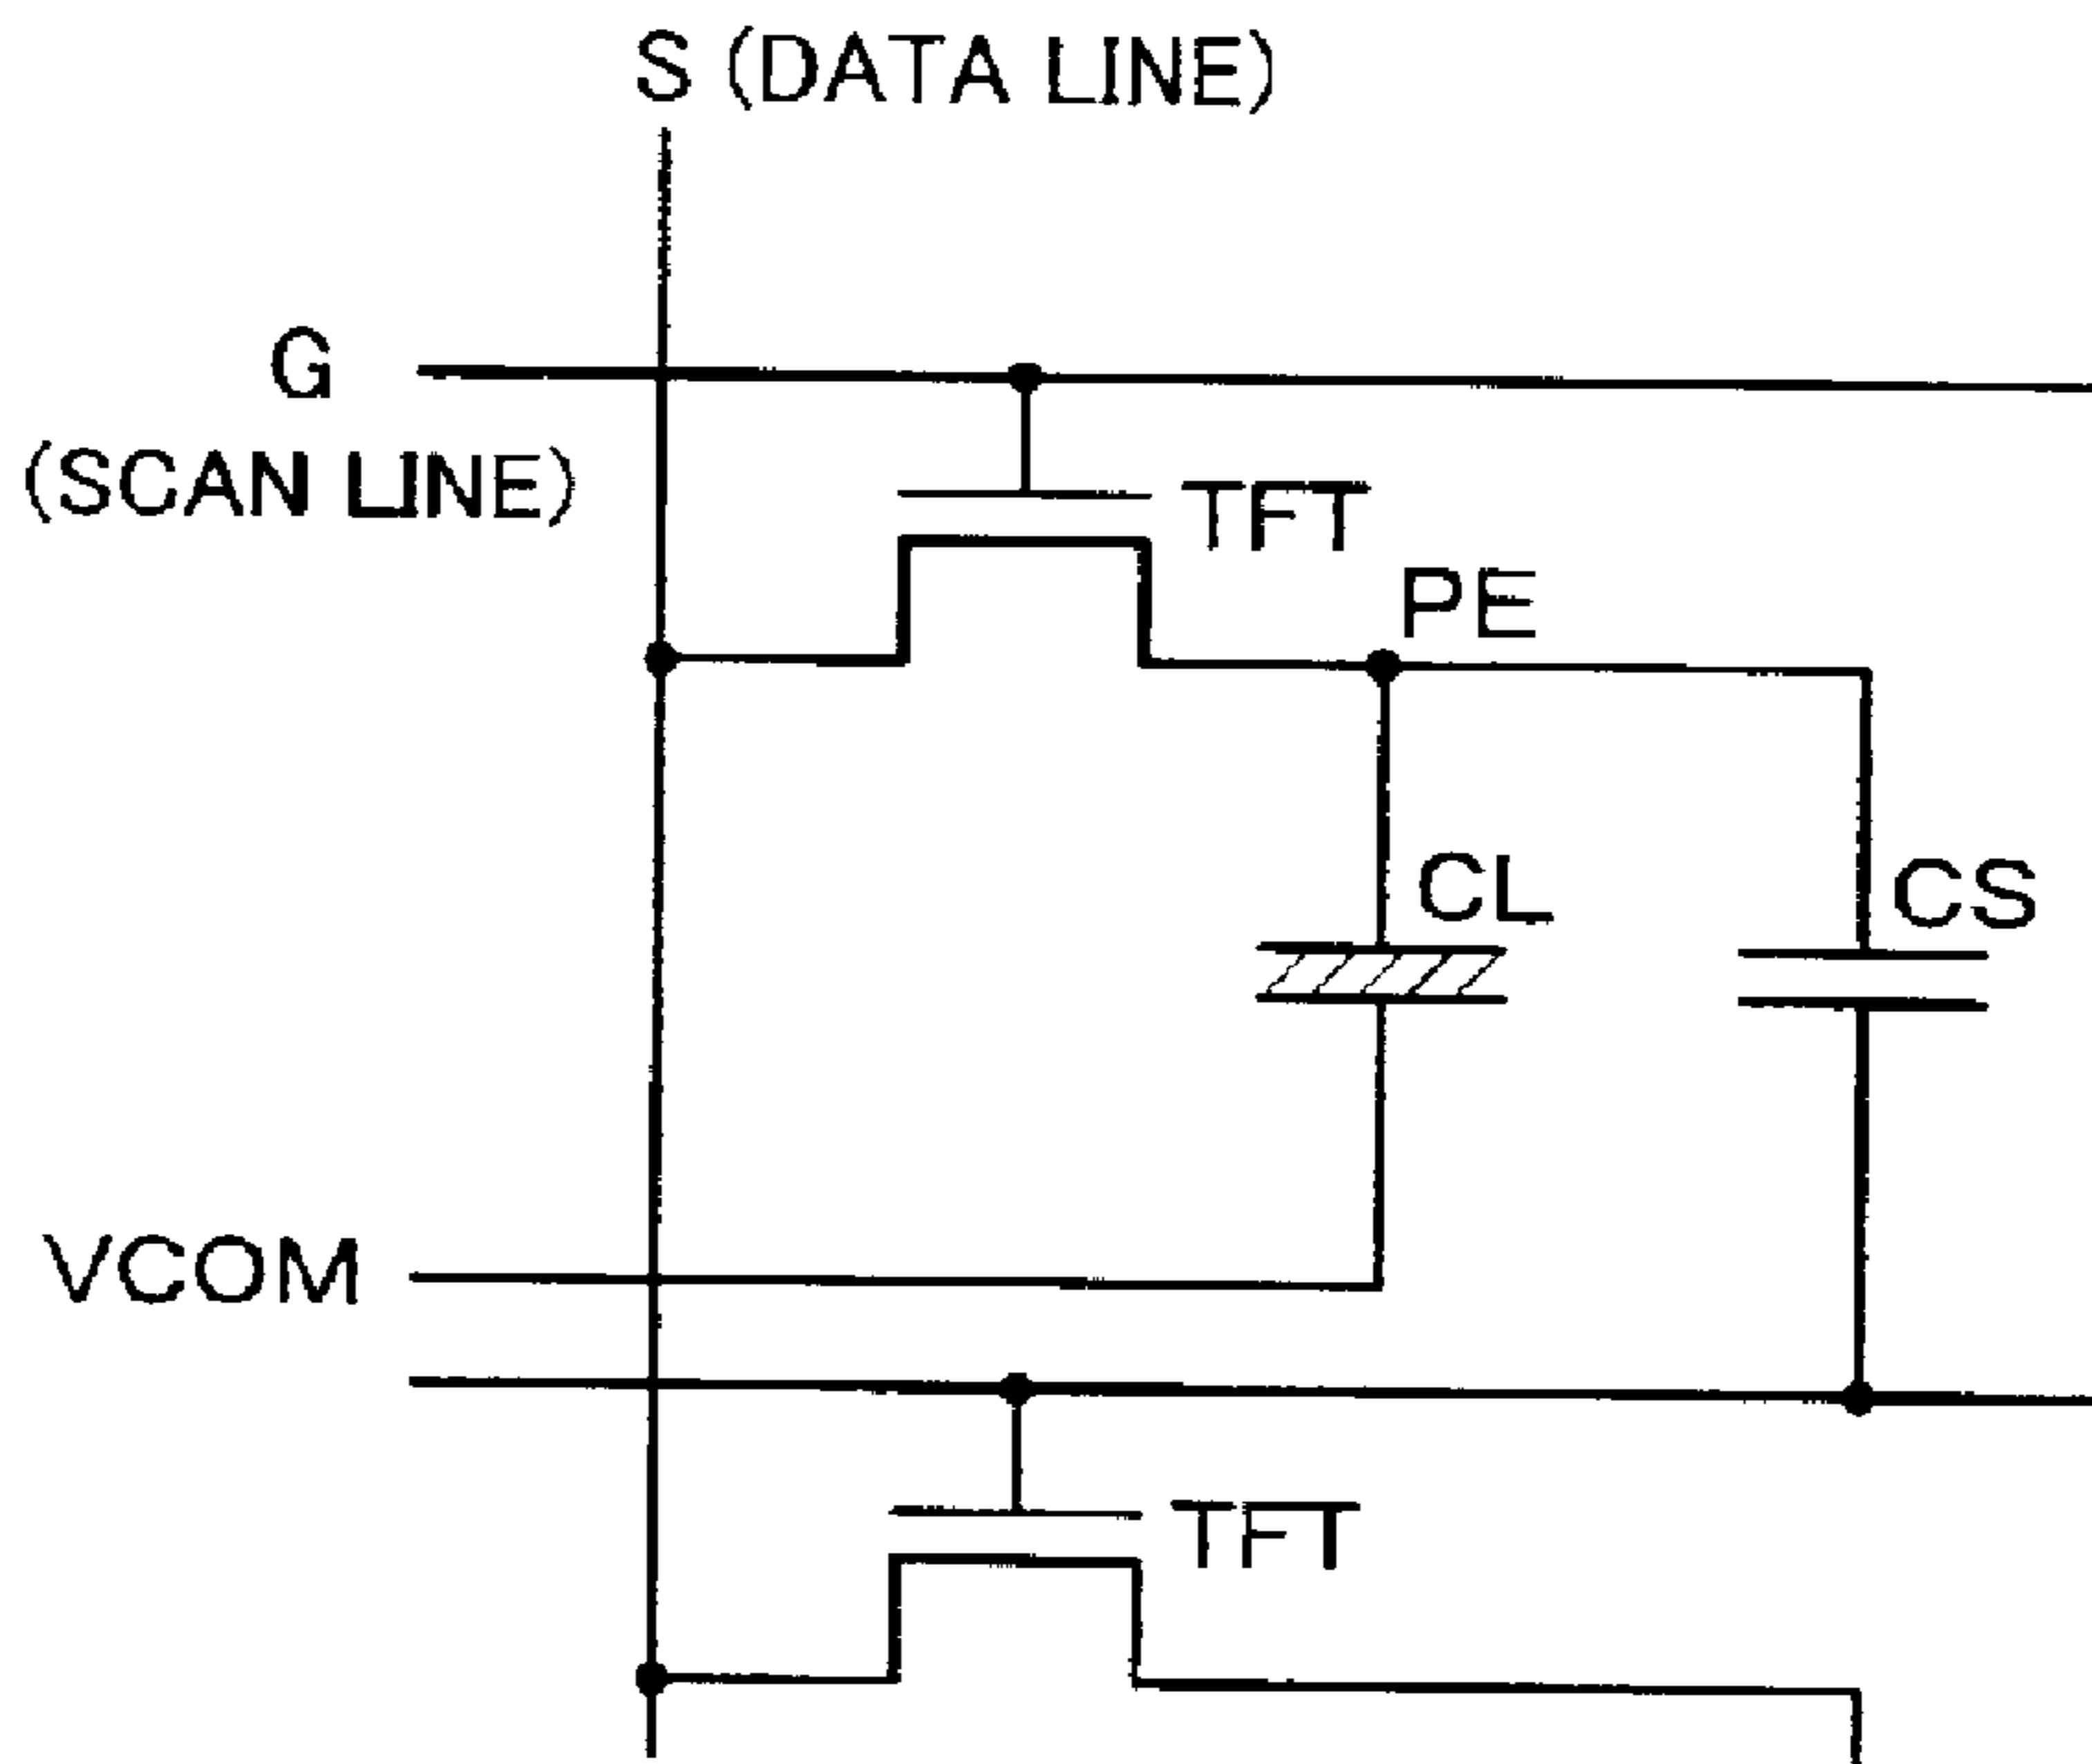 S (DATA LINE)
G
(SCAN LINE)
TFT
PE
CL
CS
VCOM
TFT